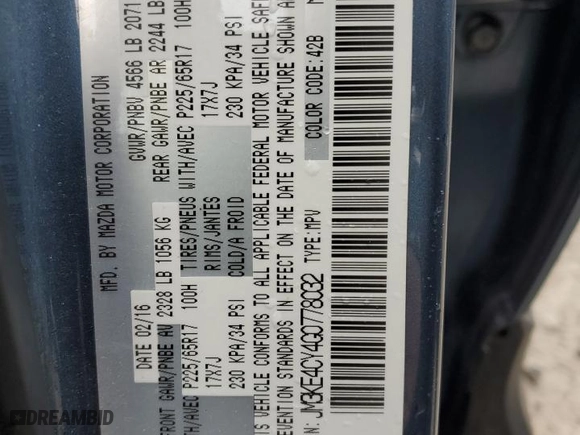 MFD. BY MAZDA MOTOR CORPORATION
DATE 02/16 GVWR/PNBV 4566 LB 2071
FRONT GAWR/PNBE AV 2328 LB 1056 KG REAR GAWR/PNBE AR 2244 LB
WITH/AVEC P225/65R17 100H TIRES/PNEUS WITH/AVEC P225/65R17 100H
17X7J RIMS/JANTES 17X7J
230 KPA/34 PSI COLD/A FROID 230 KPA/34 PSI
IS VEHICLE CONFORMS TO ALL APPLICABLE FEDERAL MOTOR VEHICLE SAFE
EVENTION STANDARDS IN EFFECT ON THE DATE OF MANUFACTURE SHOWN A
N: JM3KE4CY4G0778032 TYPE:MPV COLOR CODE:42B
DREAMBID